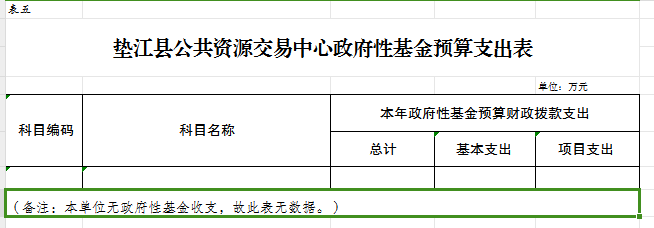 表五
垫江县公共资源交易中心政府性基金预算支出表
单位：万元
科目编码
科目名称
本年政府性基金预算财政拨款支出
总计
基本支出
项目支出
（备注：本单位无政府性基金收支，故此表无数据。）